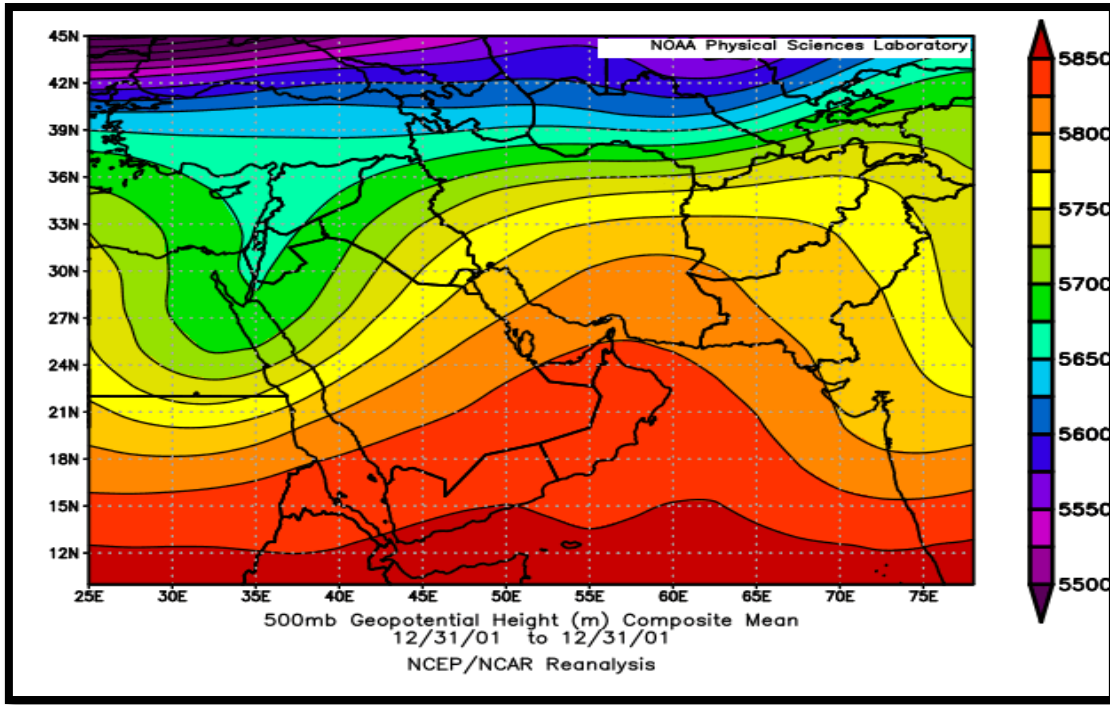 NOAA Physical Sciences Laboratory
45N
42N
39N
36N
33N
30N
27N
24N
21N
18N
15N
12N
25E 30E 35E 40E 45E 50E 55E 60E 65E 70E 75E
5850
5800
5750
5700
5650
5600
5550
5500
500mb Geopotential Height (m) Composite Mean
12/31/01 to 12/31/01
NCEP/NCAR Reanalysis